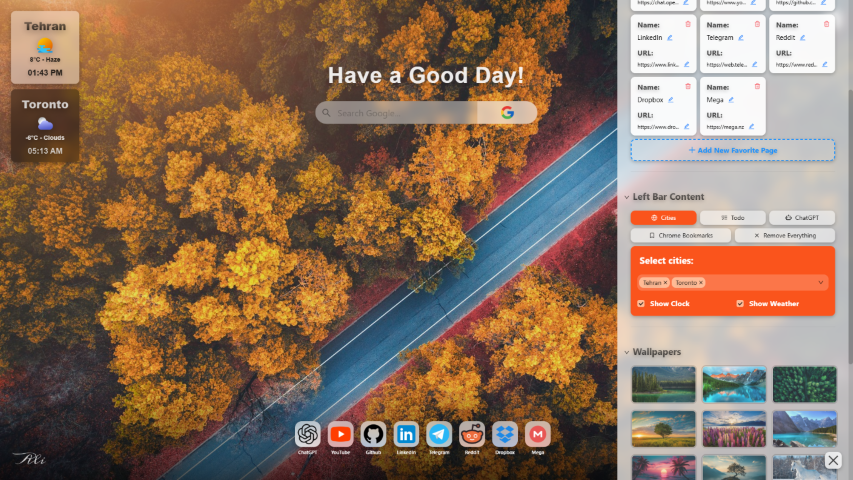 Tehran
8°C - Haze
01:43 PM
Toronto
-6°C - Clouds
05:13 AM
Have a Good Day!
Search Google...
ChatGPT
YouTube
Github
LinkedIn
Telegram
Reddit
Dropbox
Mega
https://chat.ope...
https://www.yo...
https://github.c...
Name:
LinkedIn
URL:
https://www.link...
Name:
Telegram
URL:
https://web.tele...
Name:
Reddit
URL:
https://www.red...
Name:
Dropbox
URL:
https://www.dro...
Name:
Mega
URL:
https://mega.nz
+ Add New Favorite Page
Left Bar Content
Cities
Todo
ChatGPT
Chrome Bookmarks
× Remove Everything
Select cities:
Tehran ×
Toronto ×
Show Clock
Show Weather
Wallpapers